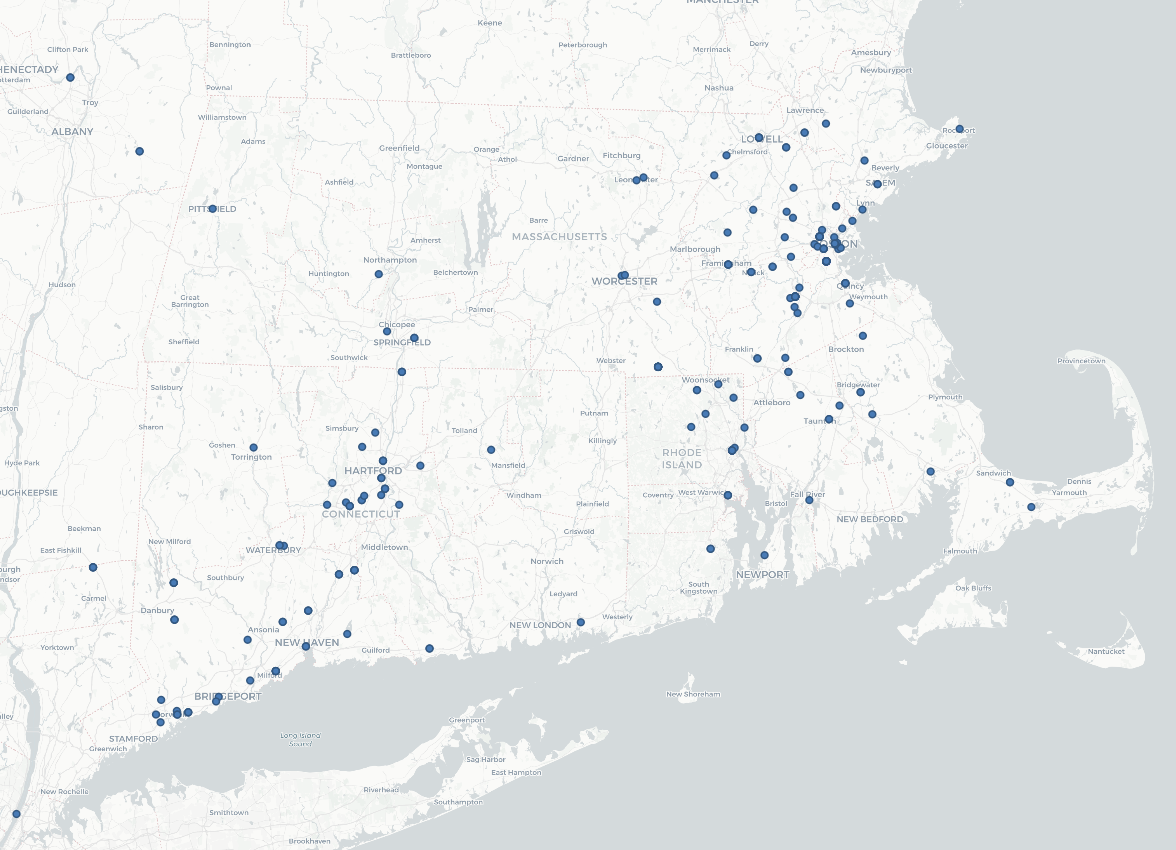 MANCHESTER
Keene
Clifton Park
Bennington
Brattleboro
Peterborough
Merrimack
Derry
Amesbury
Newburyport
HENECTADY
otterdam
Pownal
Nashua
Guilderland
Troy
Williamstown
Lawrence
ALBANY
Adams
Greenfield
Orange
Athol
Gardner
Fitchburg
LOWELL
Chelmsford
Rockport
Gloucester
Montague
Beverly
Ashfield
Leominster
SALEM
PITTSFIELD
Lynn
Barre
MASSACHUSETTS
Amherst
BOSTON
Marlborough
Northampton
Huntington
Belchertown
Framingham
Natick
Hudson
WORCESTER
Quincy
Weymouth
Great
Barrington
Palmer
Chicopee
SPRINGFIELD
Sheffield
Southwick
Webster
Franklin
Brockton
Provincetown
Salisbury
Woonsocket
Bridgewater
Plymouth
gston
Attleboro
Putnam
Taunton
Sharon
Simsbury
Tolland
Killingly
Goshen
Torrington
RHODE
ISLAND
Hyde Park
HARTFORD
Mansfield
Sandwich
Dennis
Yarmouth
OUGHKEEPSIE
Windham
Plainfield
Coventry
West Warwick
Bristol
Fall River
CONNECTICUT
NEW BEDFORD
Beekman
Griswold
New Milford
East Fishkill
WATERBURY
Middletown
Falmouth
Norwich
burgh
ndsor
Southbury
NEWPORT
Carmel
Ledyard
South
Kingstown
Oak Bluffs
Danbury
Westerly
NEW LONDON
Ansonia
NEW HAVEN
Yorktown
Guilford
Nantucket
Milford
BRIDGEPORT
New Shoreham
alley
Norwalk
Greenport
STAMFORD
Greenwich
Long Island
Sound
Sag Harbor
East Hampton
New Rochelle
Riverhead
Southampton
Smithtown
Brookhaven